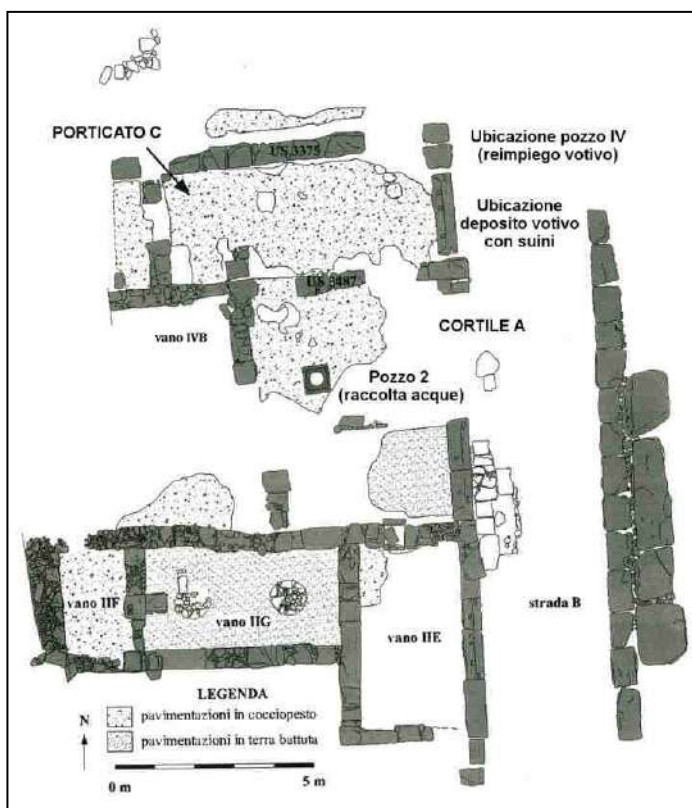 PORTICATO C
US 3375
Ubicazione pozzo IV
(reimpiego votivo)
Ubicazione
deposito votivo
con suini
US 3487
vano IVB
CORTILE A
Pozzo 2
(raccolta acque)
vano IIF
vano IIG
vano IIE
strada B
LEGENDA
N
pavimentazioni in cocciopesto
pavimentazioni in terra battuta
0 m
5 m